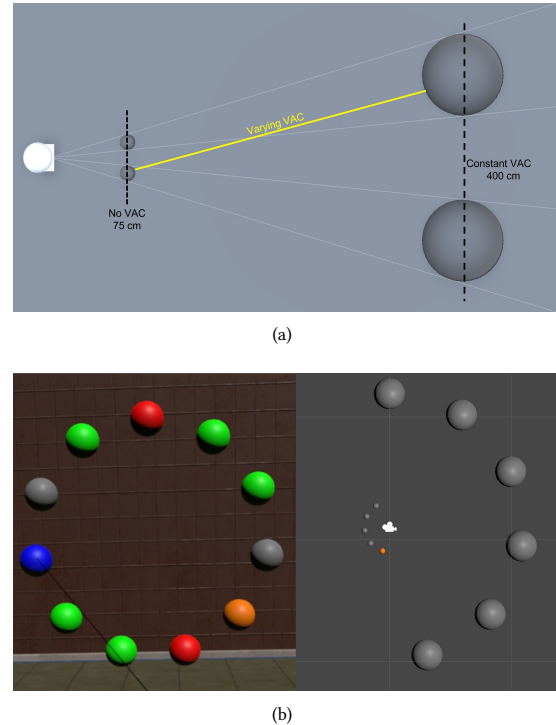 Varying VAC
No VAC
75 cm
Constant VAC
400 cm
(a)
(b)